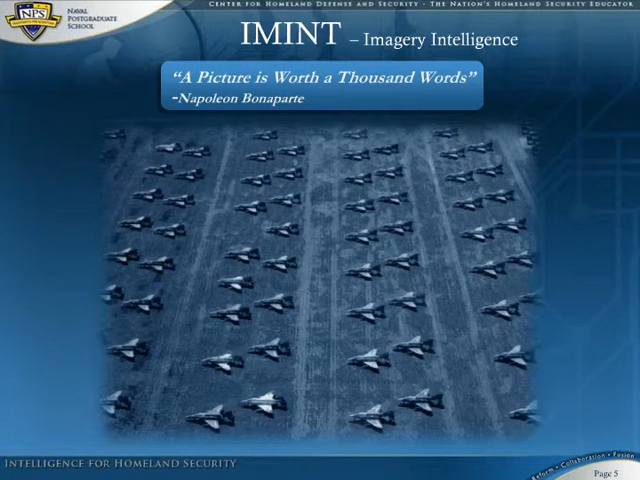 CENTER FOR HOMELAND DEFENSE AND SECURITY · THE NATION'S HOMELAND SECURITY EDUCATOR
NPS
NAVAL
POSTGRADUATE
SCHOOL
IMINT – Imagery Intelligence
“A Picture is Worth a Thousand Words”
-Napoleon Bonaparte
INTELLIGENCE FOR HOMELAND SECURITY
• Collaboration • Fusion
Page 5